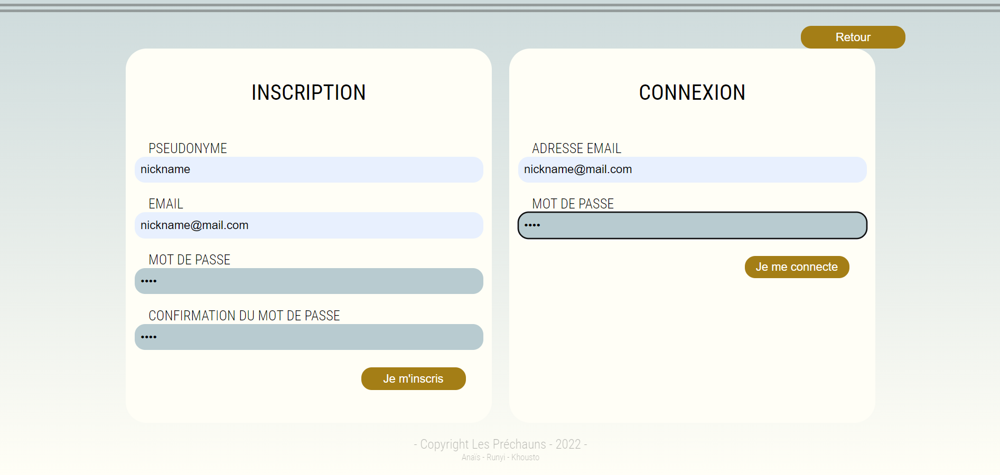 Retour
INSCRIPTION
PSEUDONYME
nickname
EMAIL
nickname@mail.com
MOT DE PASSE
••••
CONFIRMATION DU MOT DE PASSE
••••
Je m'inscris
CONNEXION
ADRESSE EMAIL
nickname@mail.com
MOT DE PASSE
••••
Je me connecte
- Copyright Les Préchauns - 2022 -
Anaïs - Runyi - Khousto